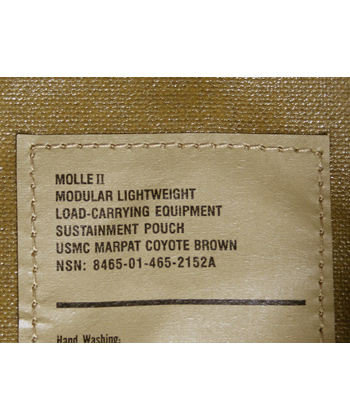 MOLLE II
MODULAR LIGHTWEIGHT
LOAD-CARRYING EQUIPMENT
SUSTAINMENT POUCH
USMC MARPAT COYOTE BROWN
NSN: 8465-01-465-2152A
Hand Washing: